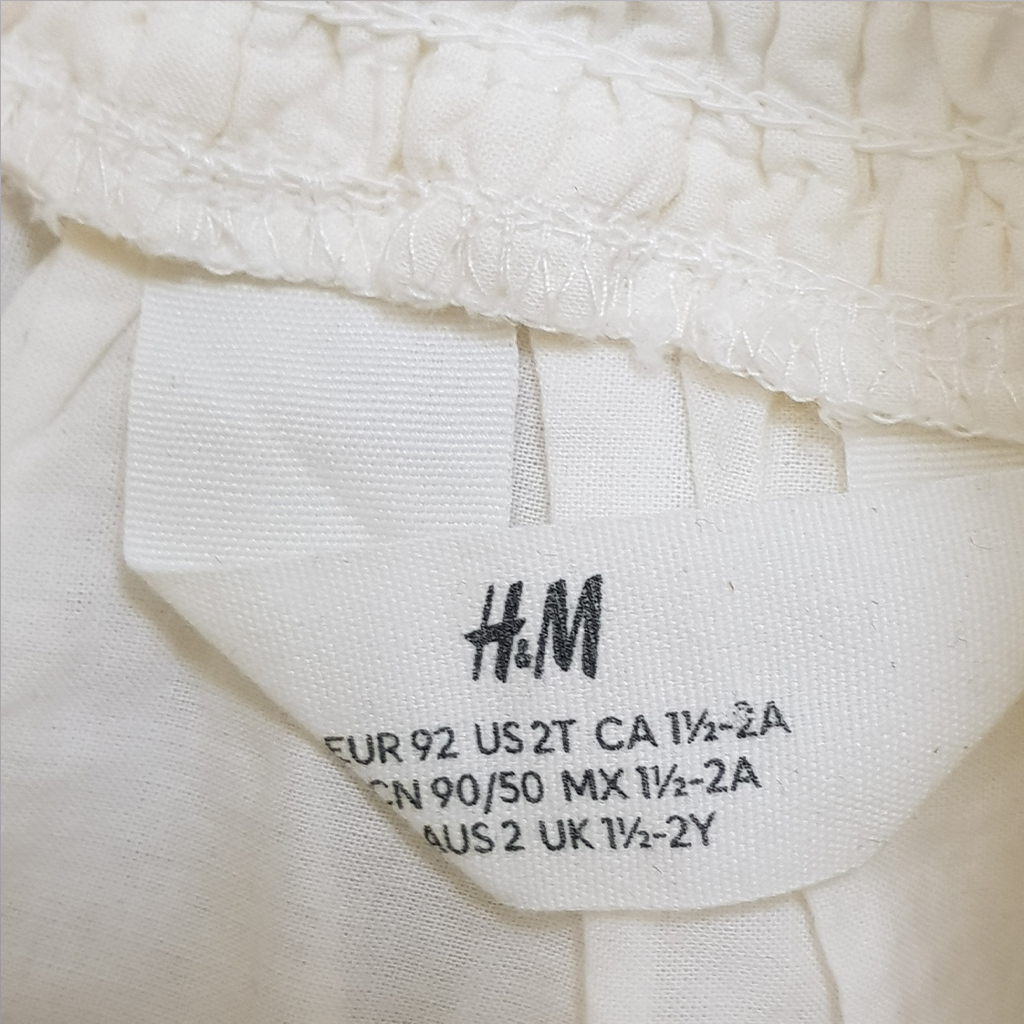 H&M
EUR 92 US 2T CA 1½-2A
CN 90/50 MX 1½-2A
AUS 2 UK 1½-2Y